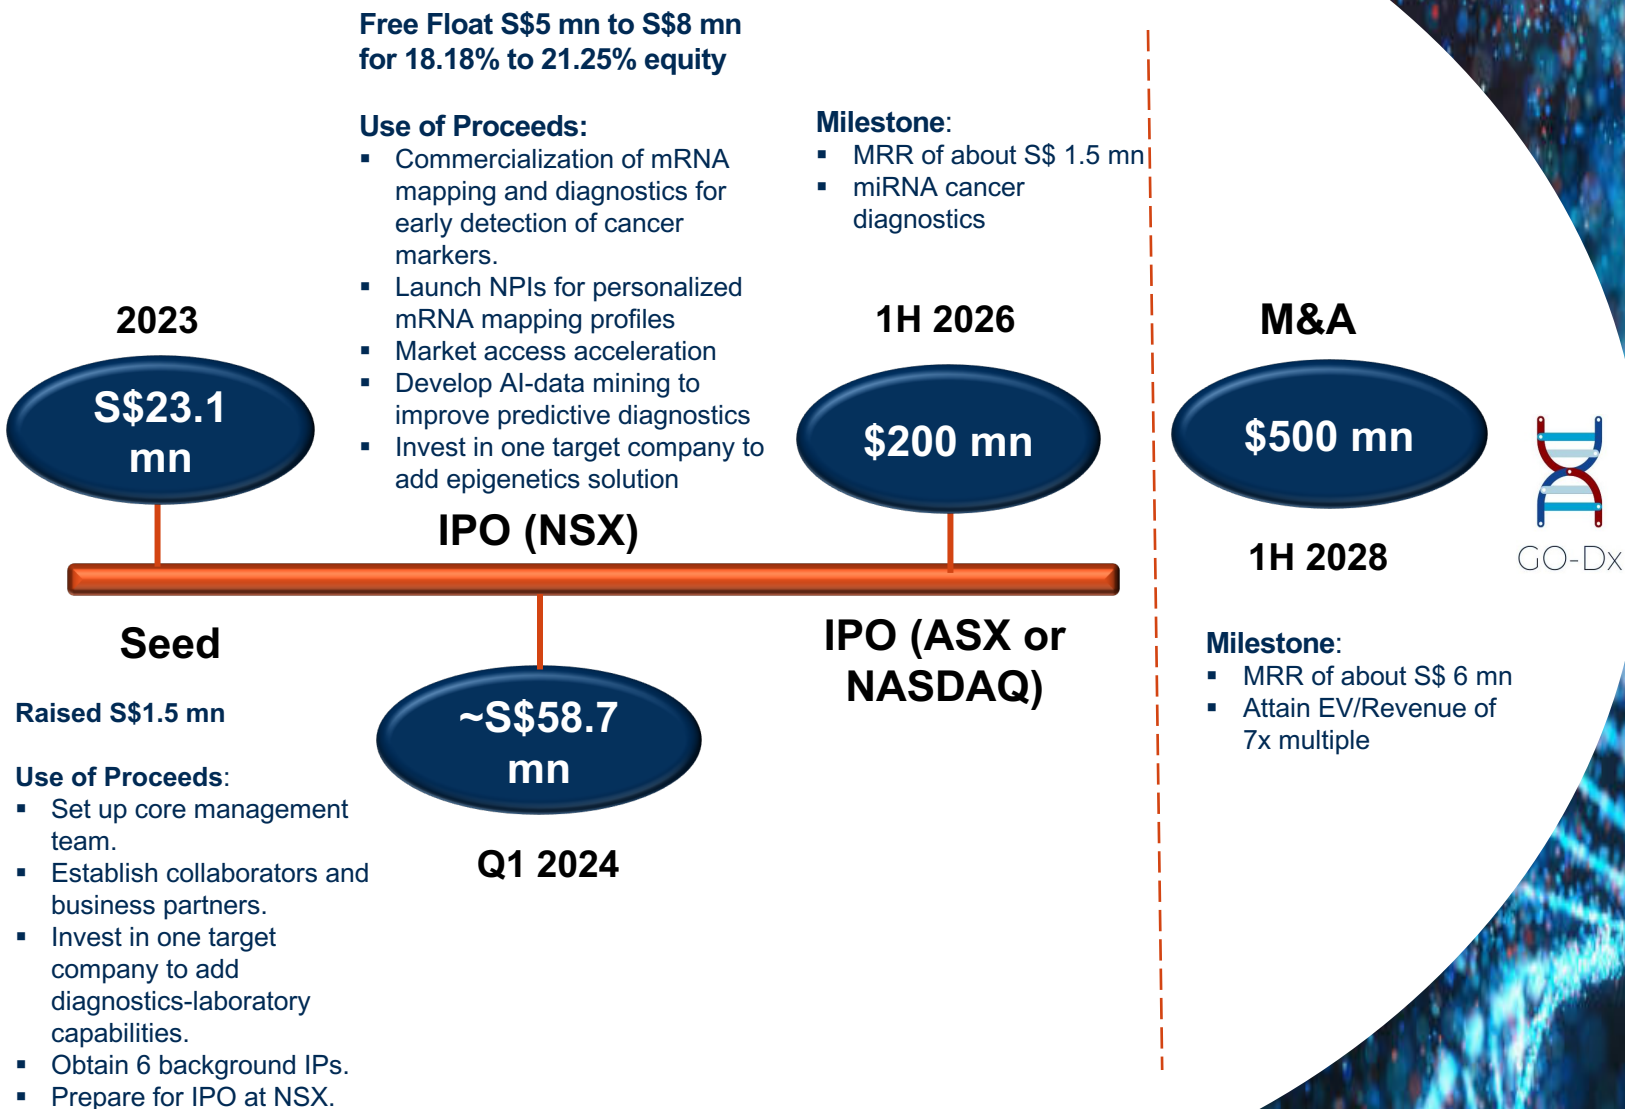 Free Float S$5 mn to S$8 mn
for 18.18% to 21.25% equity
Use of Proceeds:
▪ Commercialization of mRNA
mapping and diagnostics for
early detection of cancer
markers.
▪ Launch NPIs for personalized
mRNA mapping profiles
▪ Market access acceleration
▪ Develop AI-data mining to
improve predictive diagnostics
▪ Invest in one target company to
add epigenetics solution
IPO (NSX)
2023
S$23.1
mn
Seed
Raised S$1.5 mn
Use of Proceeds:
▪ Set up core management
team.
▪ Establish collaborators and
business partners.
▪ Invest in one target
company to add
diagnostics-laboratory
capabilities.
▪ Obtain 6 background IPs.
▪ Prepare for IPO at NSX.
~S$58.7
mn
Q1 2024
Milestone:
▪ MRR of about S$ 1.5 mn
▪ miRNA cancer
diagnostics
1H 2026
$200 mn
IPO (ASX or
NASDAQ)
M&A
$500 mn
1H 2028
Milestone:
▪ MRR of about S$ 6 mn
▪ Attain EV/Revenue of
7x multiple
GO-Dx